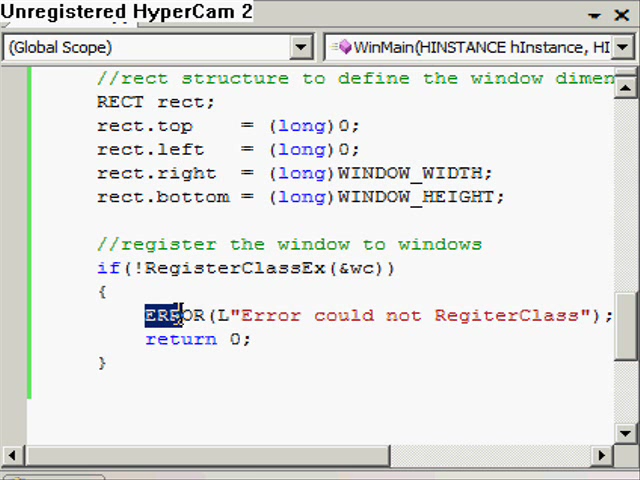 Unregistered HyperCam 2
(Global Scope)
WinMain(HINSTANCE hInstance, HI
//rect structure to define the window dimen
RECT rect;
rect.top    = (long)0;
rect.left   = (long)0;
rect.right  = (long)WINDOW_WIDTH;
rect.bottom = (long)WINDOW_HEIGHT;
//register the window to windows
if(!RegisterClassEx(&wc))
{
ERROR(L"Error could not RegiterClass");
return 0;
}